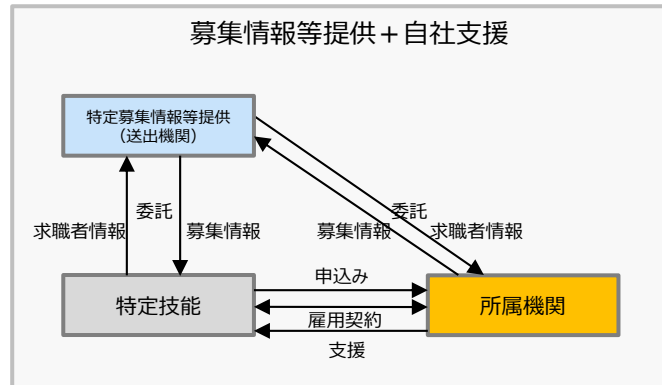 募集情報等提供＋自社支援
特定募集情報等提供
（送出機関）
委託
求職者情報
募集情報
委託
募集情報
求職者情報
特定技能
申込み
所属機関
雇用契約
支援